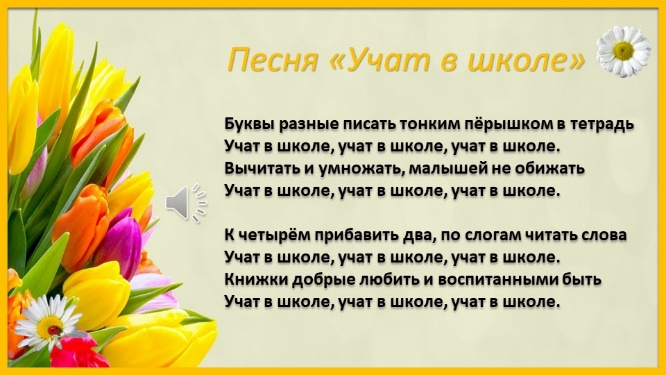 Песня «Учат в школе»
Буквы разные писать тонким пёрышком в тетрадь
Учат в школе, учат в школе, учат в школе.
Вычитать и умножать, малышей не обижать
Учат в школе, учат в школе, учат в школе.
К четырём прибавить два, по слогам читать слова
Учат в школе, учат в школе, учат в школе.
Книжки добрые любить и воспитанными быть
Учат в школе, учат в школе, учат в школе.